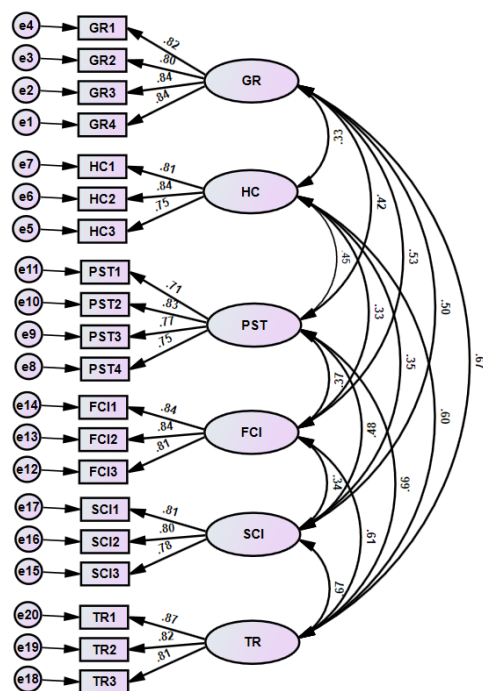 e4 GR1 .82
e3 GR2 .80
e2 GR3 .84
e1 GR4 .84
GR
.33
e7 HC1 .81
e6 HC2 .84
e5 HC3 .75
HC
.42
.53
.50
.67
.45
.33
.35
.60
e11 PST1 .71
e10 PST2 .83
e9 PST3 .77
e8 PST4 .75
PST
.37
.48
.66
e14 FCI1 .84
e13 FCI2 .84
e12 FCI3 .81
FCI
.34
.61
e17 SCI1 .81
e16 SCI2 .80
e15 SCI3 .78
SCI
.67
e20 TR1 .87
e19 TR2 .82
e18 TR3 .81
TR